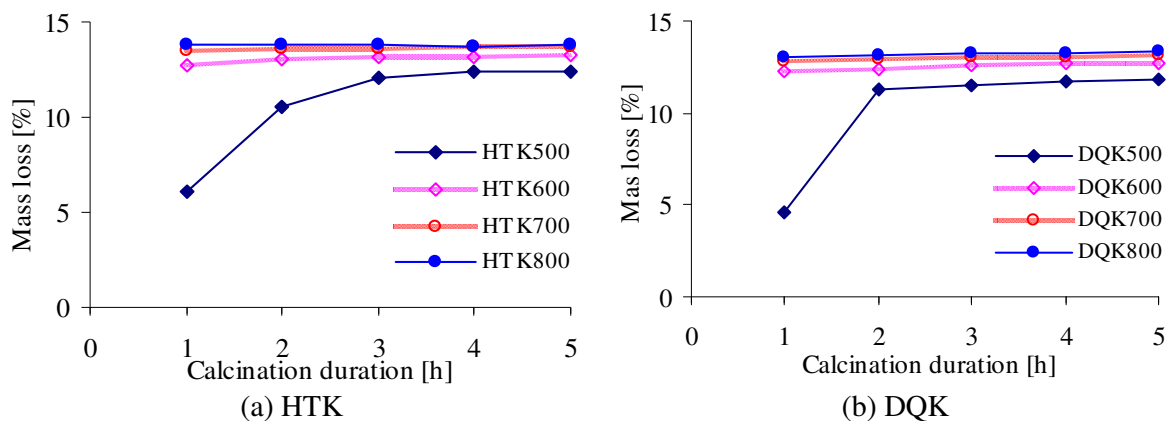 15
10
5
0
Mass loss [%]
HTK500
HTK600
HTK700
HTK800
0 1 2 3 4 5
Calcination duration [h]
(a) HTK
15
10
5
0
Mas loss [%]
DQK500
DQK600
DQK700
DQK800
0 1 2 3 4 5
Calcination duration [h]
(b) DQK